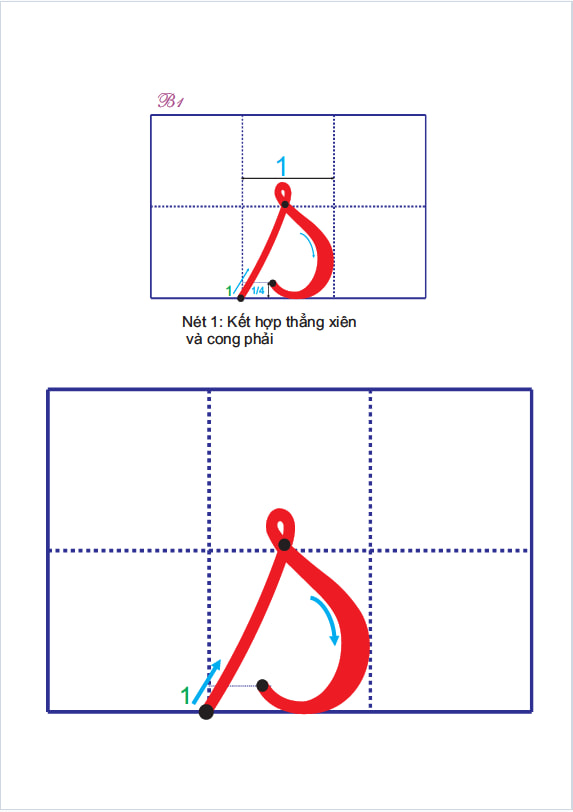 B1
1
1
1/4
Nét 1: Kết hợp thẳng xiên
và cong phải
1